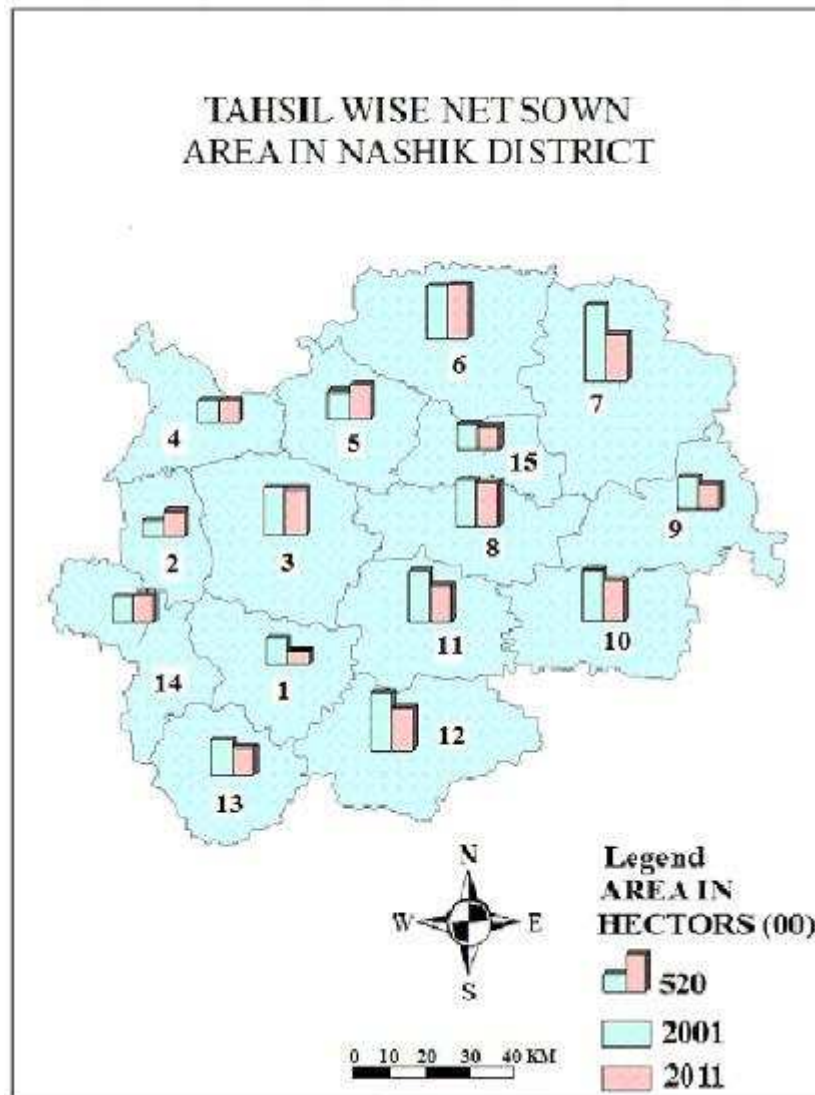 TAHSIL WISE NET SOWN
AREA IN NASHIK DISTRICT
6
7
4
5
15
9
2
3
8
11
10
14
1
12
13
N
W E
S
0 10 20 30 40 KM
Legend
AREA IN
HECTORS (00)
520
2001
2011